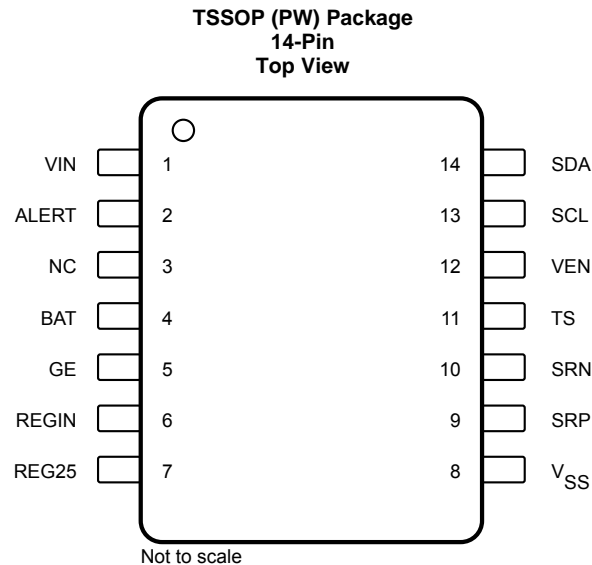 TSSOP (PW) Package
14-Pin
Top View
VIN 1 14 SDA
ALERT 2 13 SCL
NC 3 12 VEN
BAT 4 11 TS
GE 5 10 SRN
REGIN 6 9 SRP
REG25 7 8 VSS
Not to scale